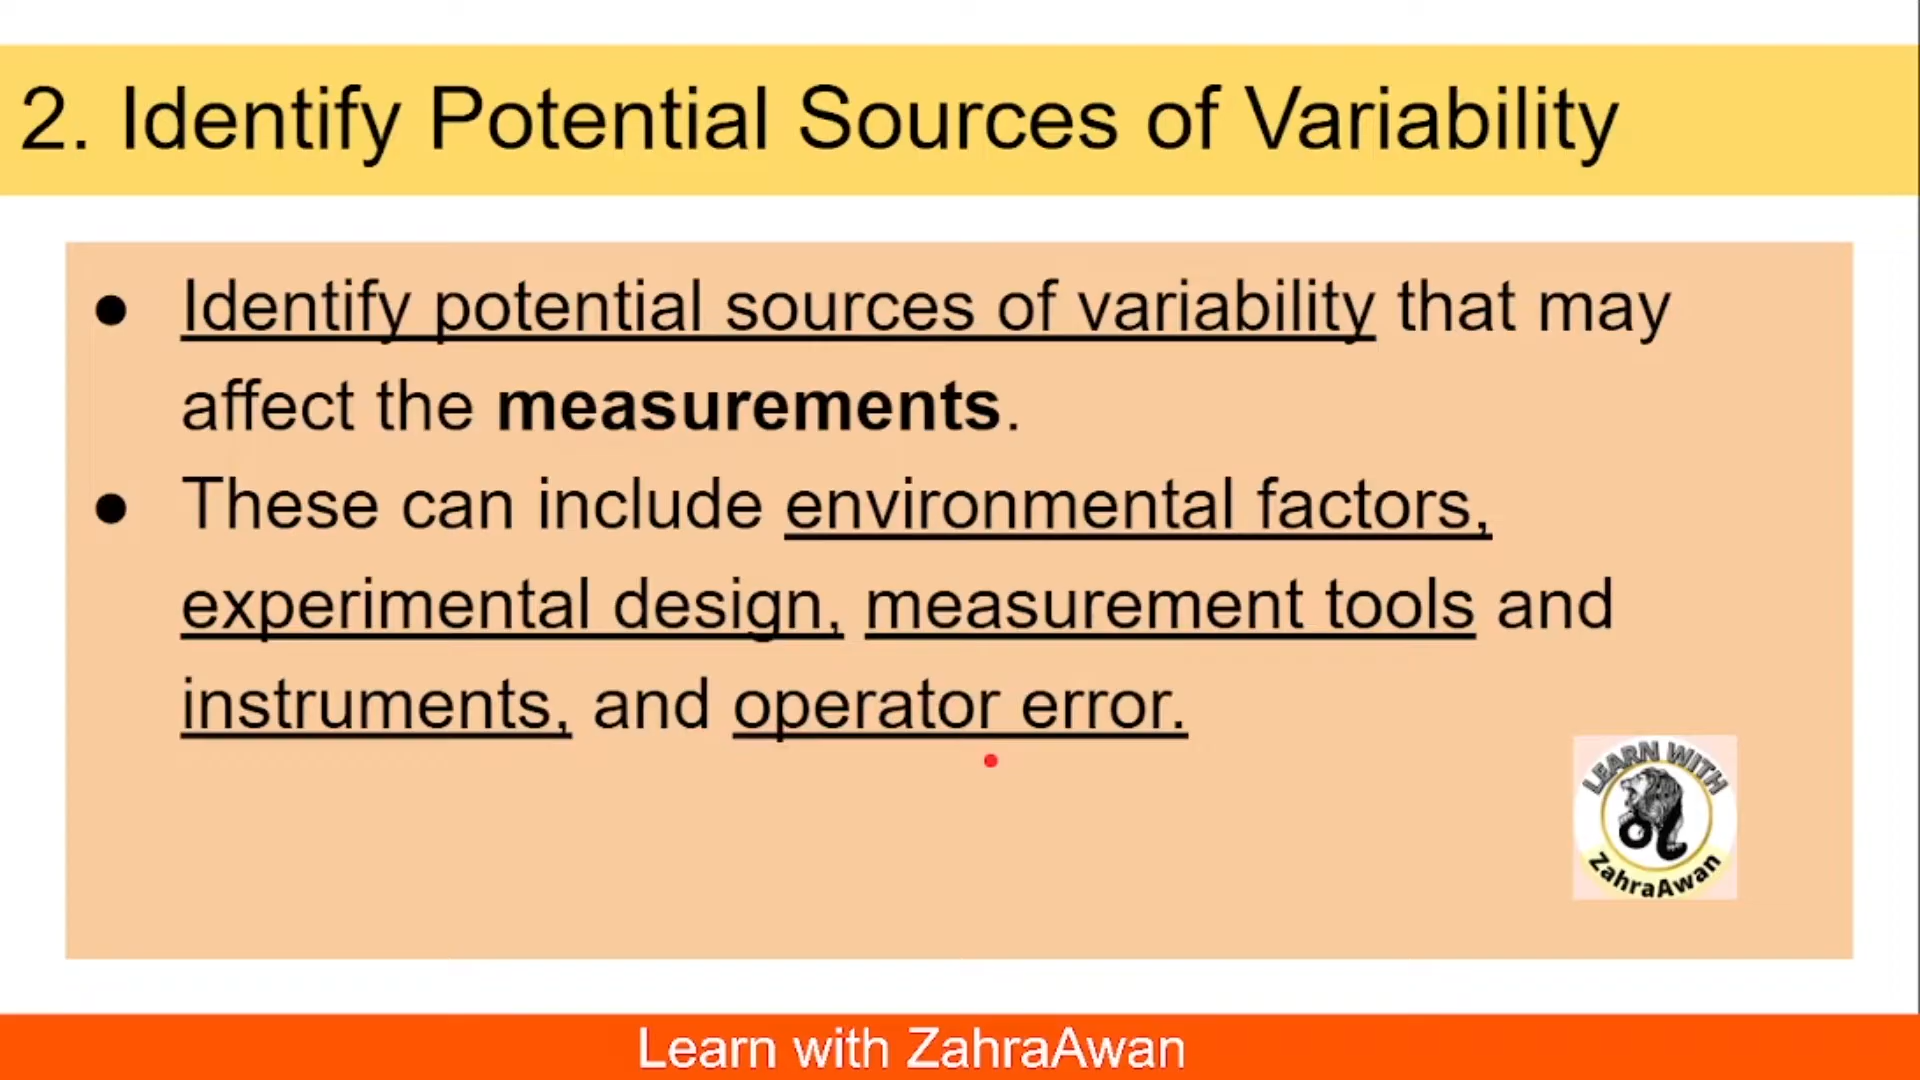 2. Identify Potential Sources of Variability
● Identify potential sources of variability that may
affect the measurements.
● These can include environmental factors,
experimental design, measurement tools and
instruments, and operator error.
LEARN WITH
ZahraAwan
Learn with ZahraAwan